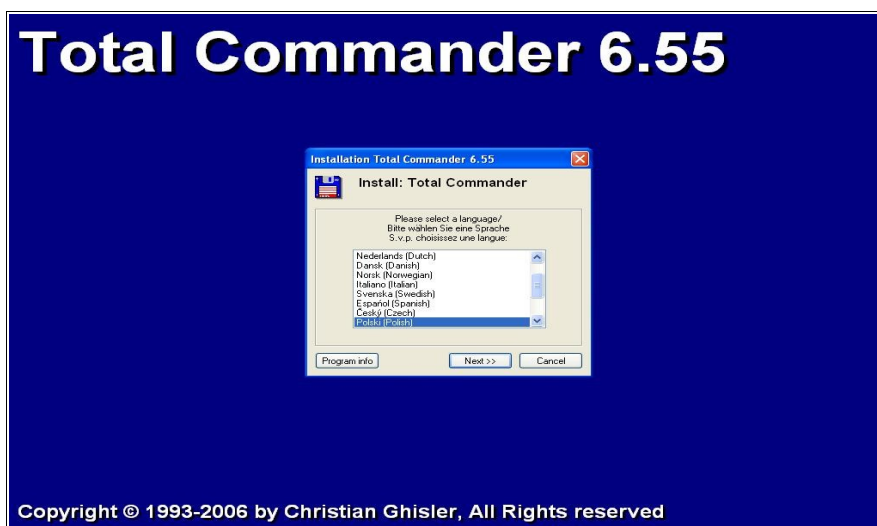 Total Commander 6.55
Installation Total Commander 6.55
Install: Total Commander
Please select a language/
Bitte wählen Sie eine Sprache
S.v.p. choisissez une langue:
Nederlands (Dutch)
Dansk (Danish)
Norsk (Norwegian)
Italiano (Italian)
Svenska (Swedish)
Español (Spanish)
Český (Czech)
Polski (Polish)
Program info
Next >>
Cancel
Copyright © 1993-2006 by Christian Ghisler, All Rights reserved